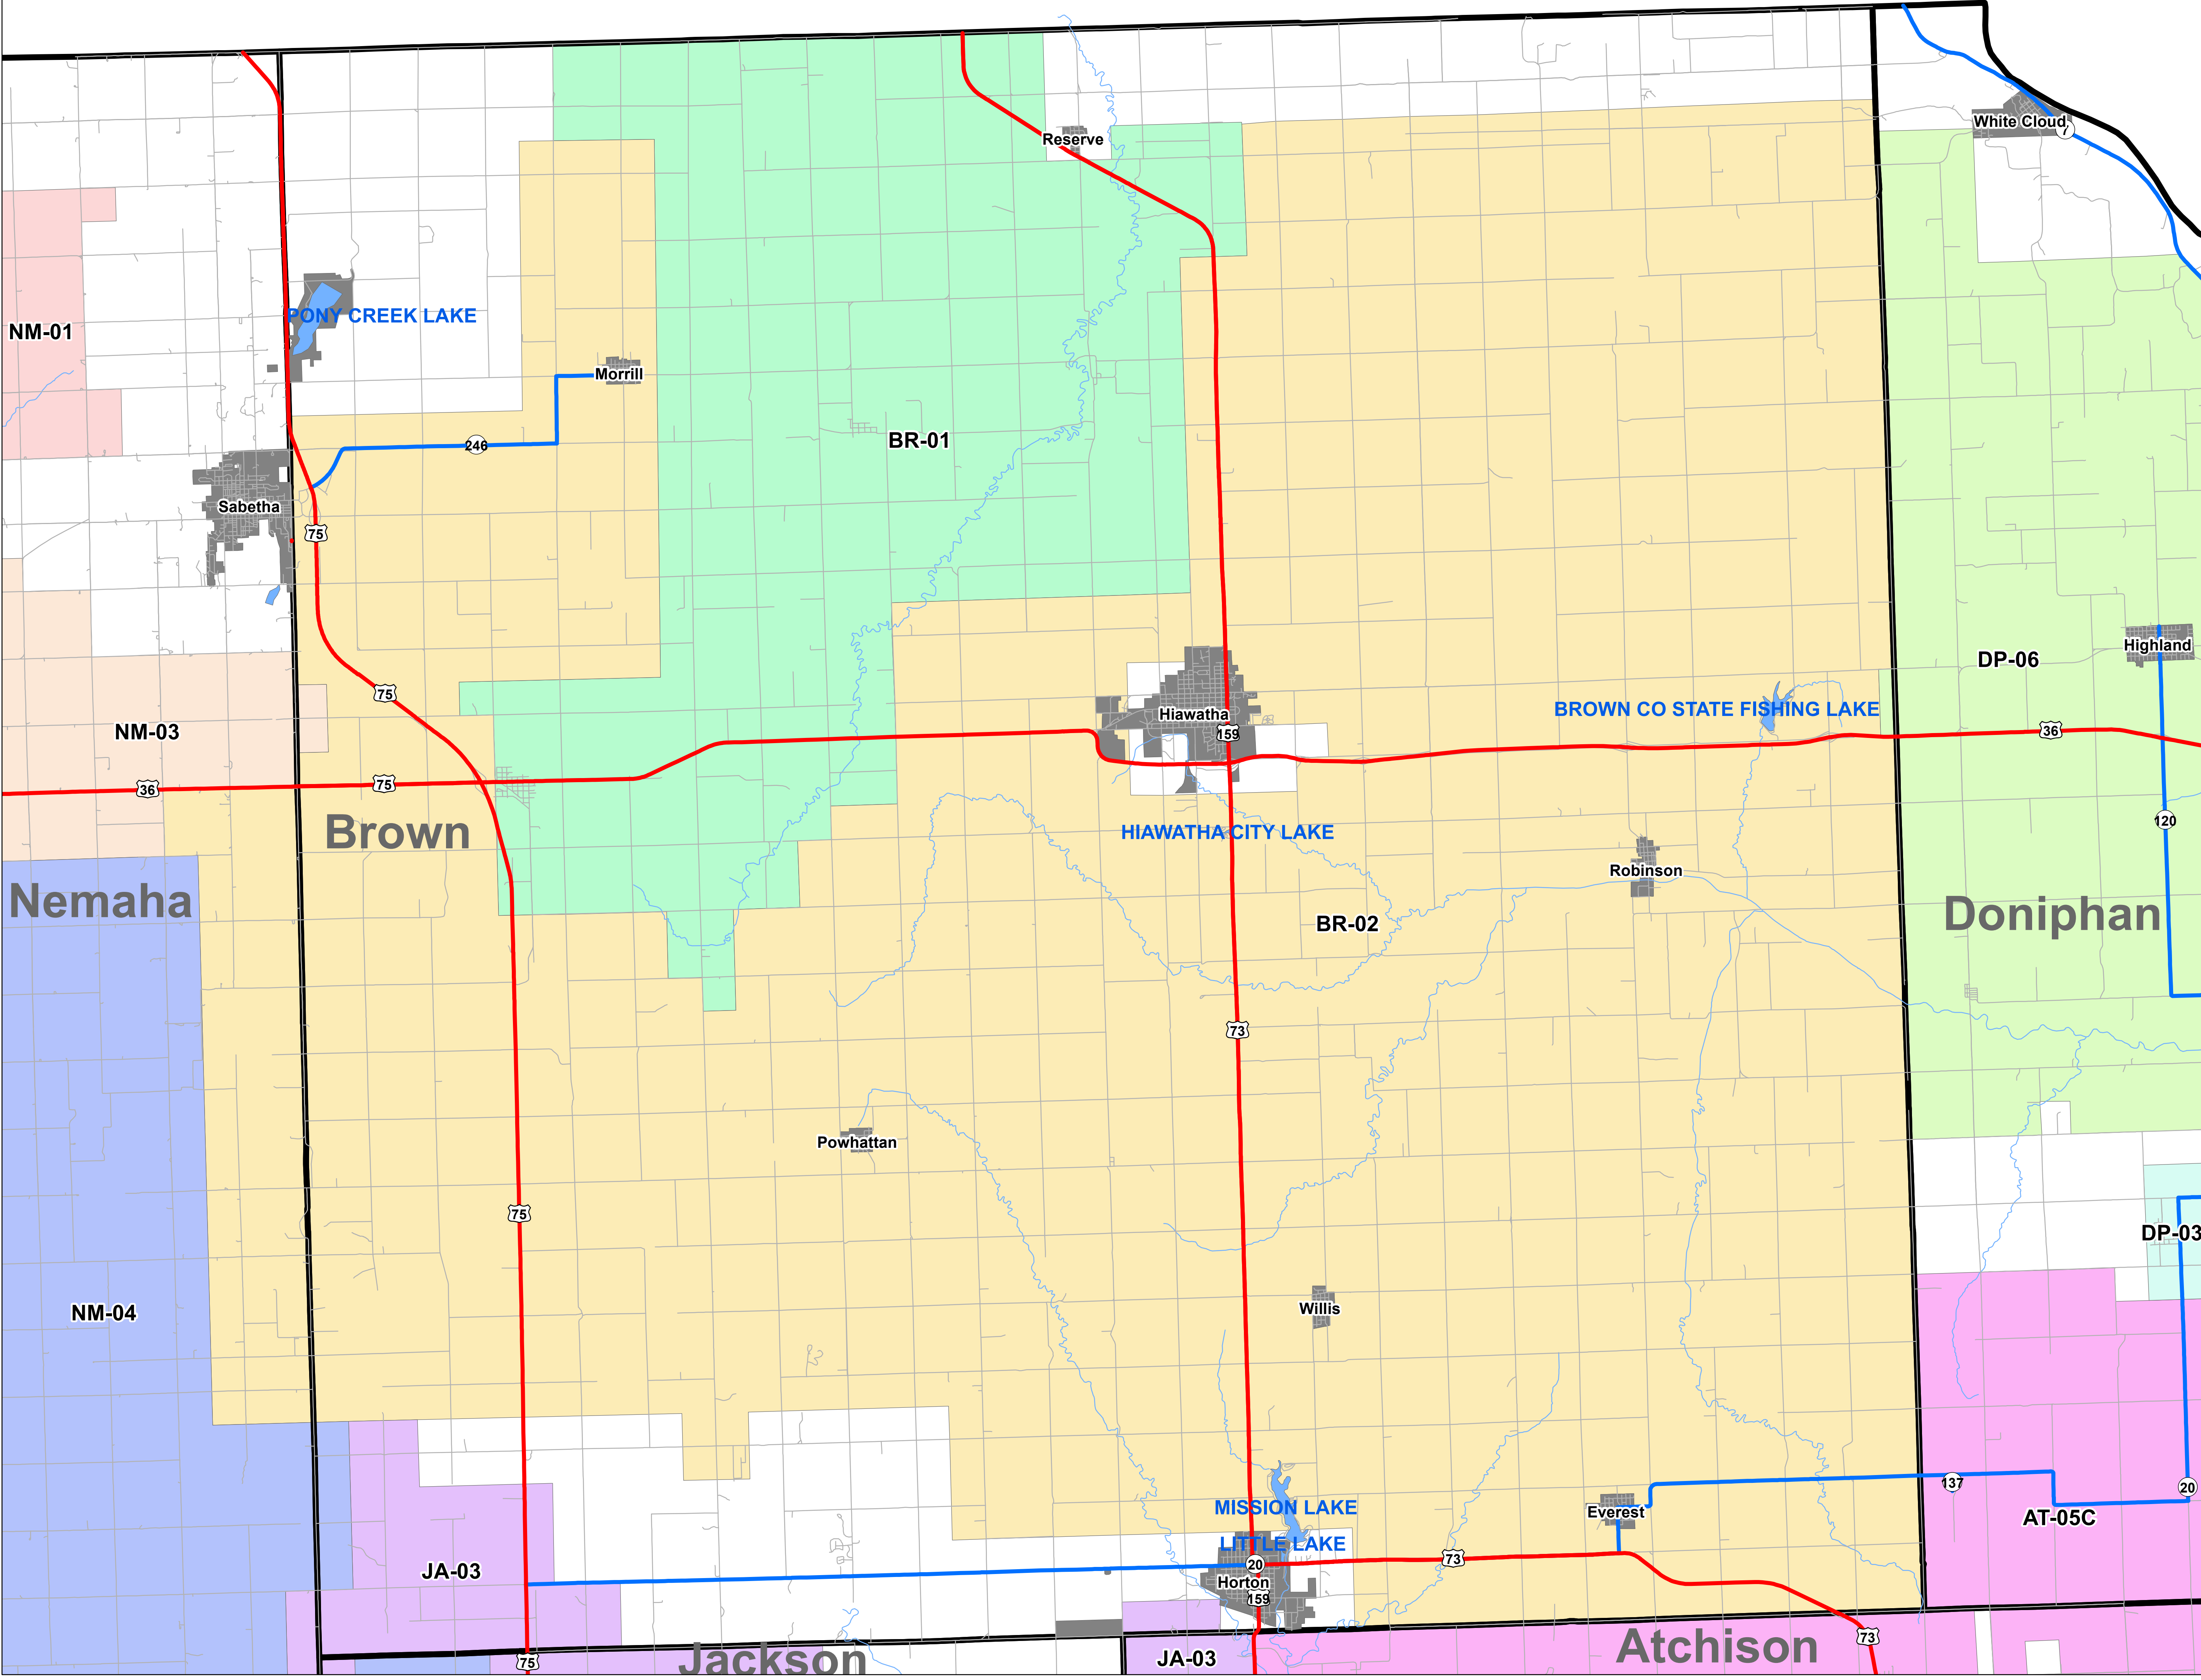 White Cloud
7
Reserve
PONY CREEK LAKE
NM-01
Morrill
BR-01
246
Sabetha
75
Highland
DP-06
75
BROWN CO STATE FISHING LAKE
Hiawatha
159
NM-03
36
75
36
120
Brown
HIAWATHA CITY LAKE
Robinson
Nemaha
BR-02
Doniphan
73
Powhattan
75
DP-03
Willis
NM-04
137
20
MISSION LAKE
Everest
AT-05C
LITTLE LAKE
73
20
JA-03
Horton
159
73
Atchison
JA-03
75
Jackson